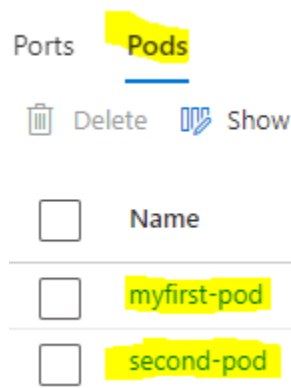 Ports Pods
Delete Show
Name
myfirst-pod
second-pod